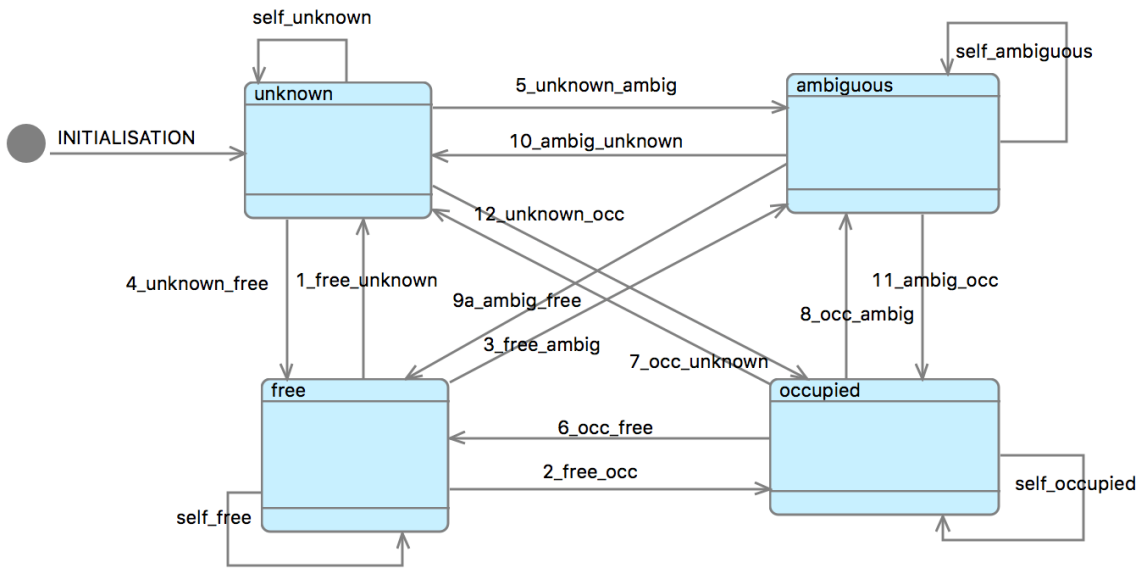 self_unknown
self_ambiguous
unknown
5_unknown_ambig
ambiguous
INITIALISATION
10_ambig_unknown
12_unknown_occ
4_unknown_free
1_free_unknown
11_ambig_occ
9a_ambig_free
8_occ_ambig
3_free_ambig
7_occ_unknown
free
occupied
6_occ_free
2_free_occ
self_occupied
self_free